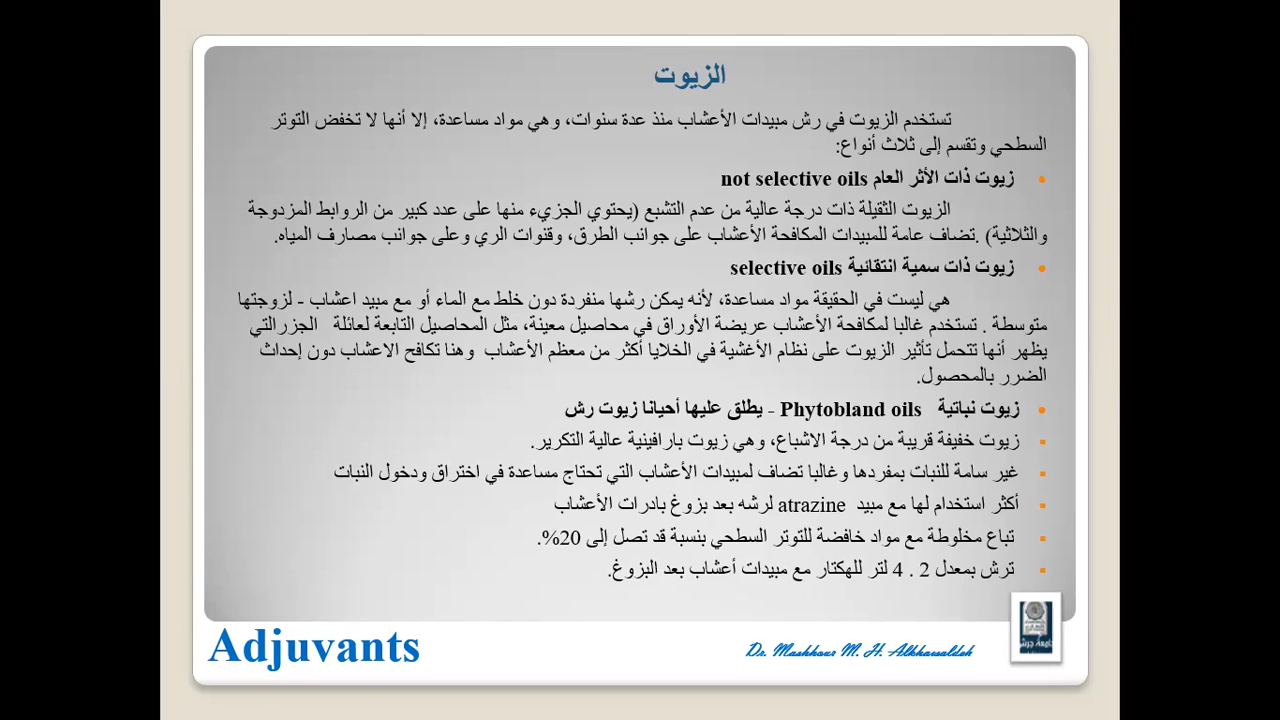 الزيوت
تستخدم الزيوت في رش مبيدات الأعشاب منذ عدة سنوات، وهي مواد مساعدة، إلا أنها لا تخفض التوتر
السطحي وتقسم إلى ثلاث أنواع:
زيوت ذات الأثر العام not selective oils
الزيوت الثقيلة ذات درجة عالية من عدم التشبع (يحتوي الجزيء منها على عدد كبير من الروابط المزدوجة
والثلاثية) .تضاف عامة للمبيدات المكافحة الأعشاب على جوانب الطرق، وقنوات الري وعلى جوانب مصارف المياه.
زيوت ذات سمية انتقائية selective oils
هي ليست في الحقيقة مواد مساعدة، لأنه يمكن رشها منفردة دون خلط مع الماء أو مع مبيد اعشاب - لزوجتها
متوسطة . تستخدم غالبا لمكافحة الأعشاب عريضة الأوراق في محاصيل معينة، مثل المحاصيل التابعة لعائلة الجزرالتي
يظهر أنها تتحمل تأثير الزيوت على نظام الأغشية في الخلايا أكثر من معظم الأعشاب وهنا تكافح الاعشاب دون إحداث
الضرر بالمحصول.
زيوت نباتية Phytobland oils - يطلق عليها أحيانا زيوت رش
زيوت خفيفة قريبة من درجة الاشباع، وهي زيوت بارافينية عالية التكرير.
غير سامة للنبات بمفردها وغالبا تضاف لمبيدات الأعشاب التي تحتاج مساعدة في اختراق ودخول النبات
أكثر استخدام لها مع مبيد atrazine لرشه بعد بزوغ بادرات الأعشاب
تباع مخلوطة مع مواد خافضة للتوتر السطحي بنسبة قد تصل إلى 20%.
ترش بمعدل 2 . 4 لتر للهكتار مع مبيدات أعشاب بعد البزوغ.
Adjuvants
Dr. Mashhour M. H. Alkhawaldeh